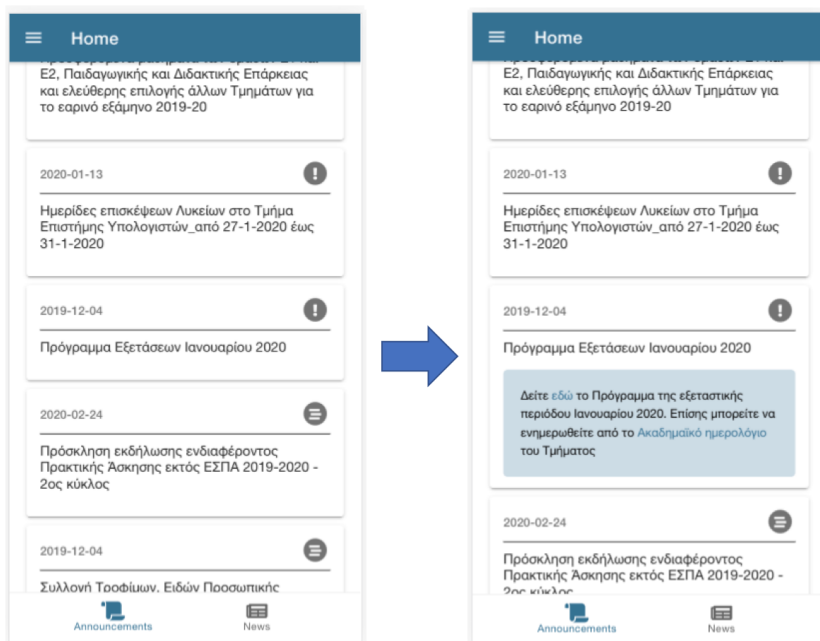 Home
Ε2, Παιδαγωγικής και Διδακτικής Επάρκειας
και ελεύθερης επιλογής άλλων Τμημάτων για
το εαρινό εξάμηνο 2019-20
2020-01-13
Ημερίδες επισκέψεων Λυκείων στο Τμήμα
Επιστήμης Υπολογιστών_από 27-1-2020 έως
31-1-2020
2019-12-04
Πρόγραμμα Εξετάσεων Ιανουαρίου 2020
2020-02-24
Πρόσκληση εκδήλωσης ενδιαφέροντος
Πρακτικής Άσκησης εκτός ΕΣΠΑ 2019-2020 -
2ος κύκλος
2019-12-04
Συλλογή Τροφίμων, Ειδών Προσωπικής
Announcements
News
Home
Ε2, Παιδαγωγικής και Διδακτικής Επάρκειας
και ελεύθερης επιλογής άλλων Τμημάτων για
το εαρινό εξάμηνο 2019-20
2020-01-13
Ημερίδες επισκέψεων Λυκείων στο Τμήμα
Επιστήμης Υπολογιστών_από 27-1-2020 έως
31-1-2020
2019-12-04
Πρόγραμμα Εξετάσεων Ιανουαρίου 2020
Δείτε εδώ το Πρόγραμμα της εξεταστικής
περιόδου Ιανουαρίου 2020. Επίσης μπορείτε να
ενημερωθείτε από το Ακαδημαϊκό ημερολόγιο
του Τμήματος
2020-02-24
Πρόσκληση εκδήλωσης ενδιαφέροντος
Πρακτικής Άσκησης εκτός ΕΣΠΑ 2019-2020 -
2ος κύκλος
Announcements
News